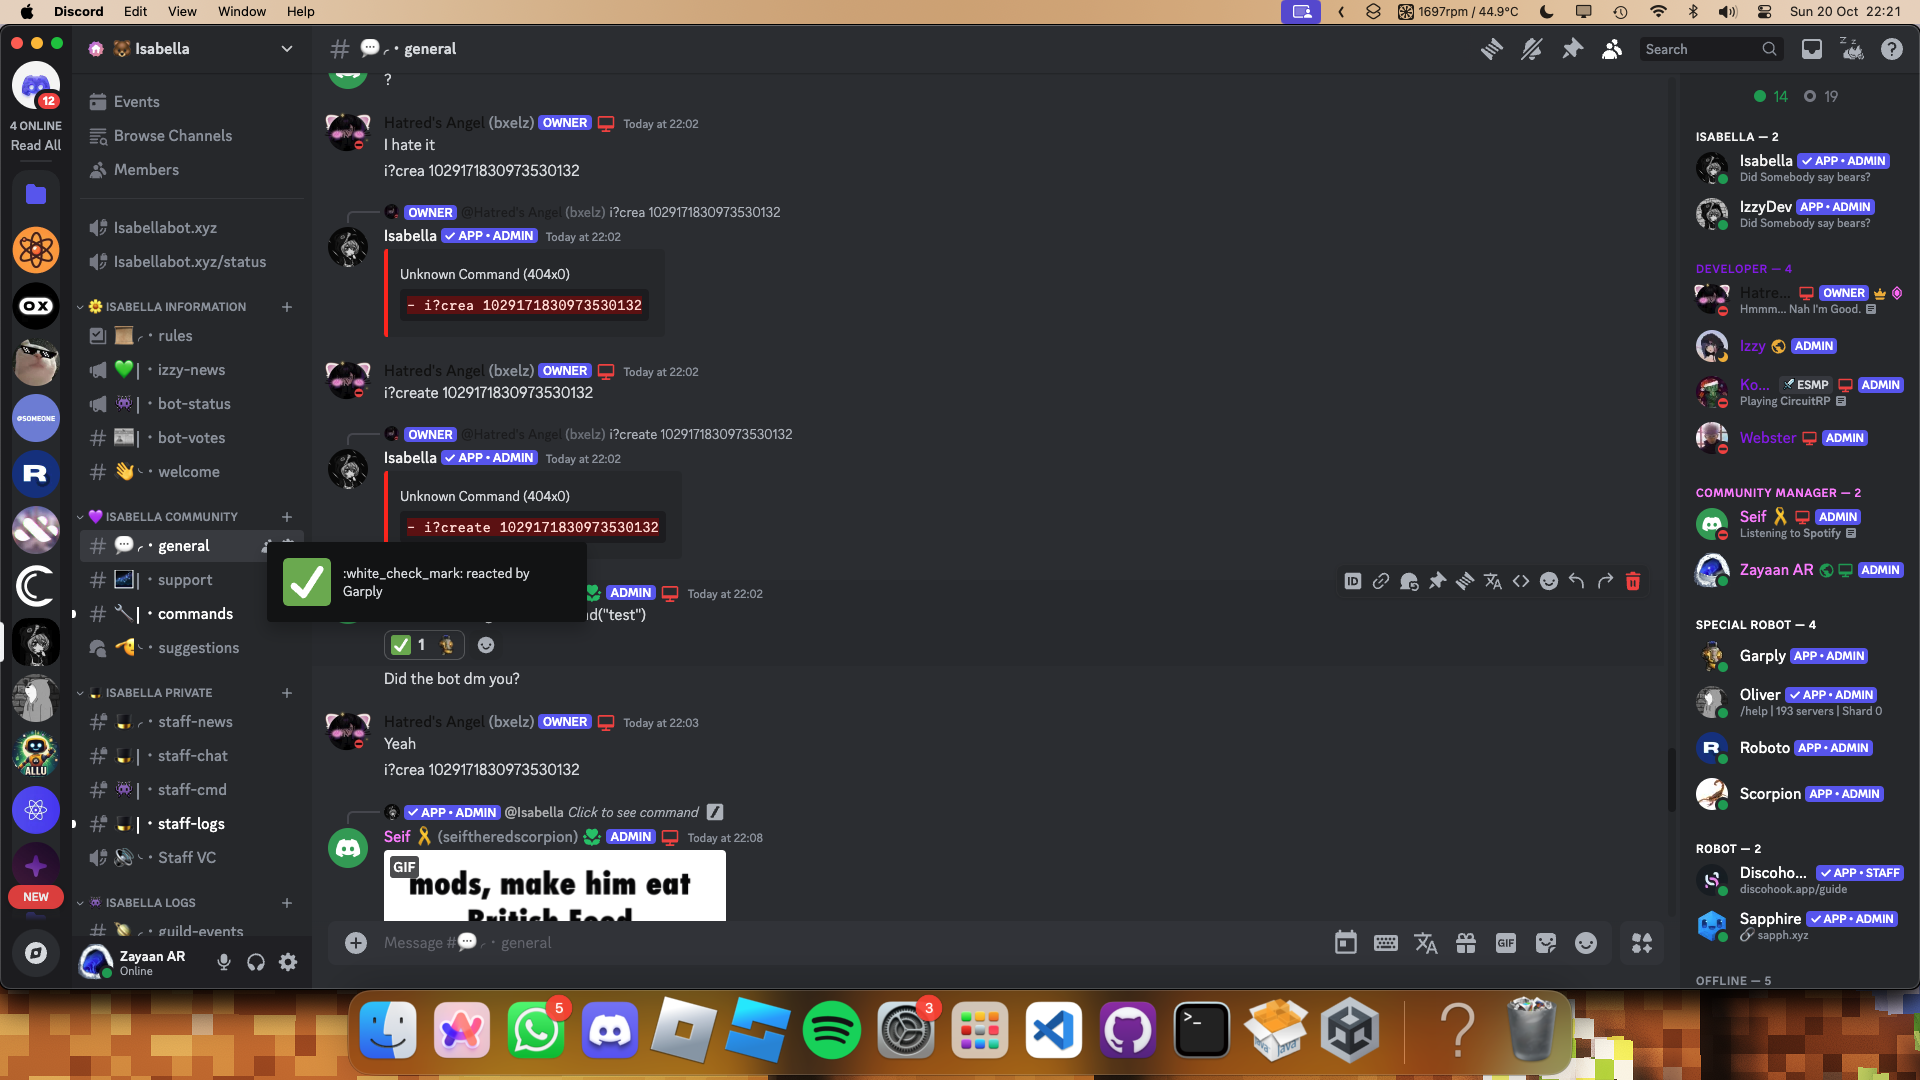 Discord Edit View Window Help
1697rpm / 44.9°C
Sun 20 Oct 22:21
12
4 ONLINE
Read All
OX
@SOMEONE
R
ALLU
NEW
Isabella
Events
Browse Channels
Members
Isabellabot.xyz
Isabellabot.xyz/status
ISABELLA INFORMATION
rules
izzy-news
bot-status
bot-votes
welcome
ISABELLA COMMUNITY
general
support
commands
suggestions
ISABELLA PRIVATE
staff-news
staff-chat
staff-cmd
staff-logs
Staff VC
ISABELLA LOGS
guild-events
Zayaan AR
Online
general
Search
?
Hatred's Angel (bxelz) OWNER Today at 22:02
I hate it
i?crea 1029171830973530132
OWNER @Hatred's Angel (bxelz) i?crea 1029171830973530132
Isabella ✓ APP • ADMIN Today at 22:02
Unknown Command (404x0)
- i?crea 1029171830973530132
Hatred's Angel (bxelz) OWNER Today at 22:02
i?create 1029171830973530132
OWNER @Hatred's Angel (bxelz) i?create 1029171830973530132
Isabella ✓ APP • ADMIN Today at 22:02
Unknown Command (404x0)
- i?create 1029171830973530132
:white_check_mark: reacted by
Garply
ADMIN Today at 22:02
("test")
1
Did the bot dm you?
Hatred's Angel (bxelz) OWNER Today at 22:03
Yeah
i?crea 1029171830973530132
✓ APP • ADMIN @Isabella Click to see command
Seif (seiftheredscorpion) ADMIN Today at 22:08
GIF
mods, make him eat
British Food
Message # general
GIF
14 19
ISABELLA — 2
Isabella ✓ APP • ADMIN
Did Somebody say bears?
IzzyDev APP • ADMIN
Did Somebody say bears?
DEVELOPER — 4
Hatre... OWNER
Hmmm... Nah I'm Good.
Izzy ADMIN
Ko... ESMP ADMIN
Playing CircuitRP
Webster ADMIN
COMMUNITY MANAGER — 2
Seif ADMIN
Listening to Spotify
Zayaan AR ADMIN
SPECIAL ROBOT — 4
Garply APP • ADMIN
Oliver ✓ APP • ADMIN
/help | 193 servers | Shard 0
R
Roboto APP • ADMIN
Scorpion APP • ADMIN
ROBOT — 2
Discoho... ✓ APP • STAFF
discohook.app/guide
Sapphire ✓ APP • ADMIN
sapph.xyz
OFFLINE — 5
ID
5
3
?